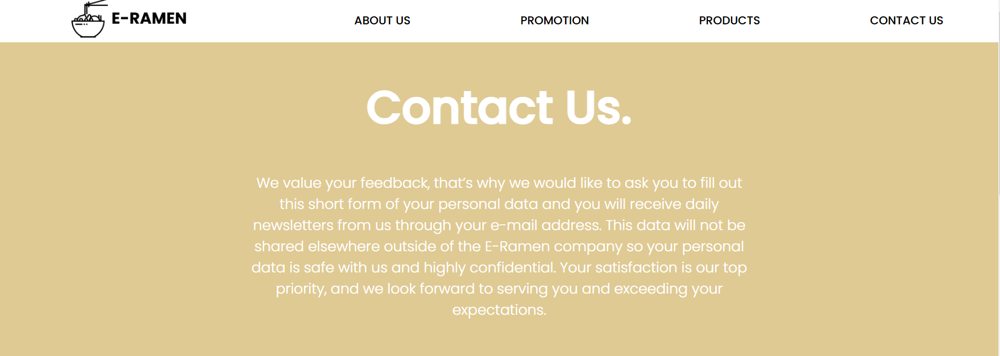 E-RAMEN
ABOUT US
PROMOTION
PRODUCTS
CONTACT US
Contact Us.
We value your feedback, that’s why we would like to ask you to fill out
this short form of your personal data and you will receive daily
newsletters from us through your e-mail address. This data will not be
shared elsewhere outside of the E-Ramen company so your personal
data is safe with us and highly confidential. Your satisfaction is our top
priority, and we look forward to serving you and exceeding your
expectations.